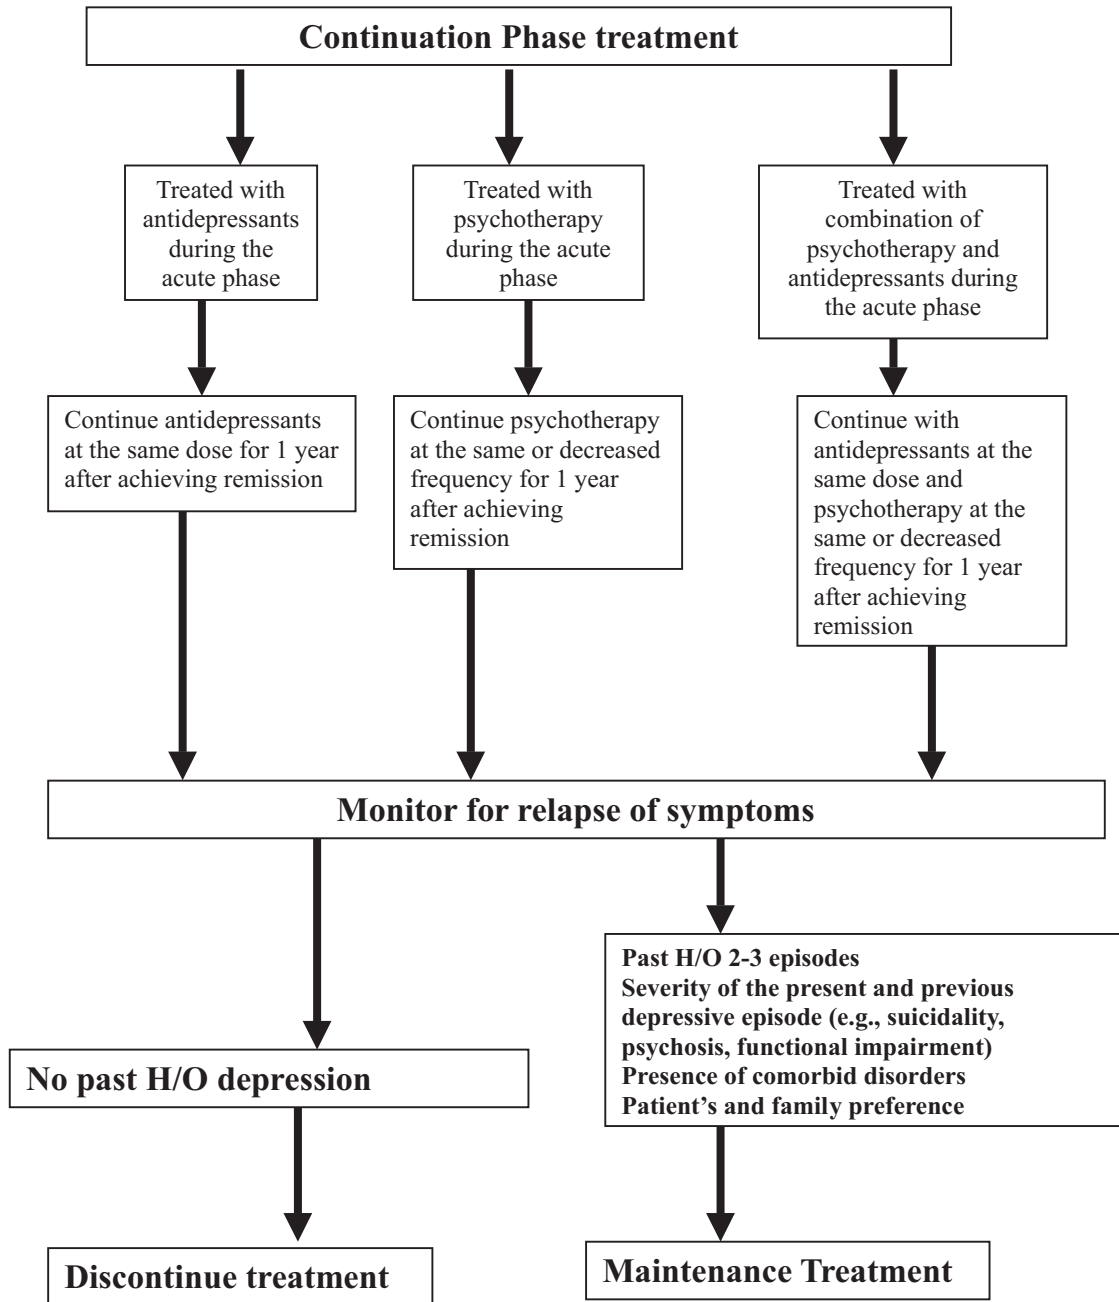 Continuation Phase treatment
Treated with
antidepressants
during the
acute phase
Treated with
psychotherapy
during the acute
phase
Treated with
combination of
psychotherapy and
antidepressants during
the acute phase
Continue antidepressants
at the same dose for 1 year
after achieving remission
Continue psychotherapy
at the same or decreased
frequency for 1 year
after achieving
remission
Continue with
antidepressants at the
same dose and
psychotherapy at the
same or decreased
frequency for 1 year
after achieving
remission
Monitor for relapse of symptoms
No past H/O depression
Past H/O 2-3 episodes
Severity of the present and previous
depressive episode (e.g., suicidality,
psychosis, functional impairment)
Presence of comorbid disorders
Patient's and family preference
Discontinue treatment
Maintenance Treatment